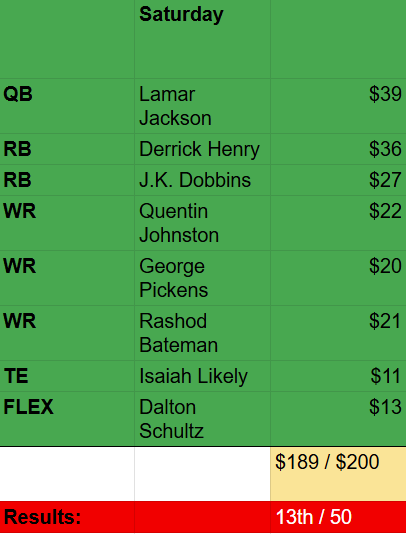 Saturday
QB Lamar Jackson $39
RB Derrick Henry $36
RB J.K. Dobbins $27
WR Quentin Johnston $22
WR George Pickens $20
WR Rashod Bateman $21
TE Isaiah Likely $11
FLEX Dalton Schultz $13
$189 / $200
Results: 13th / 50